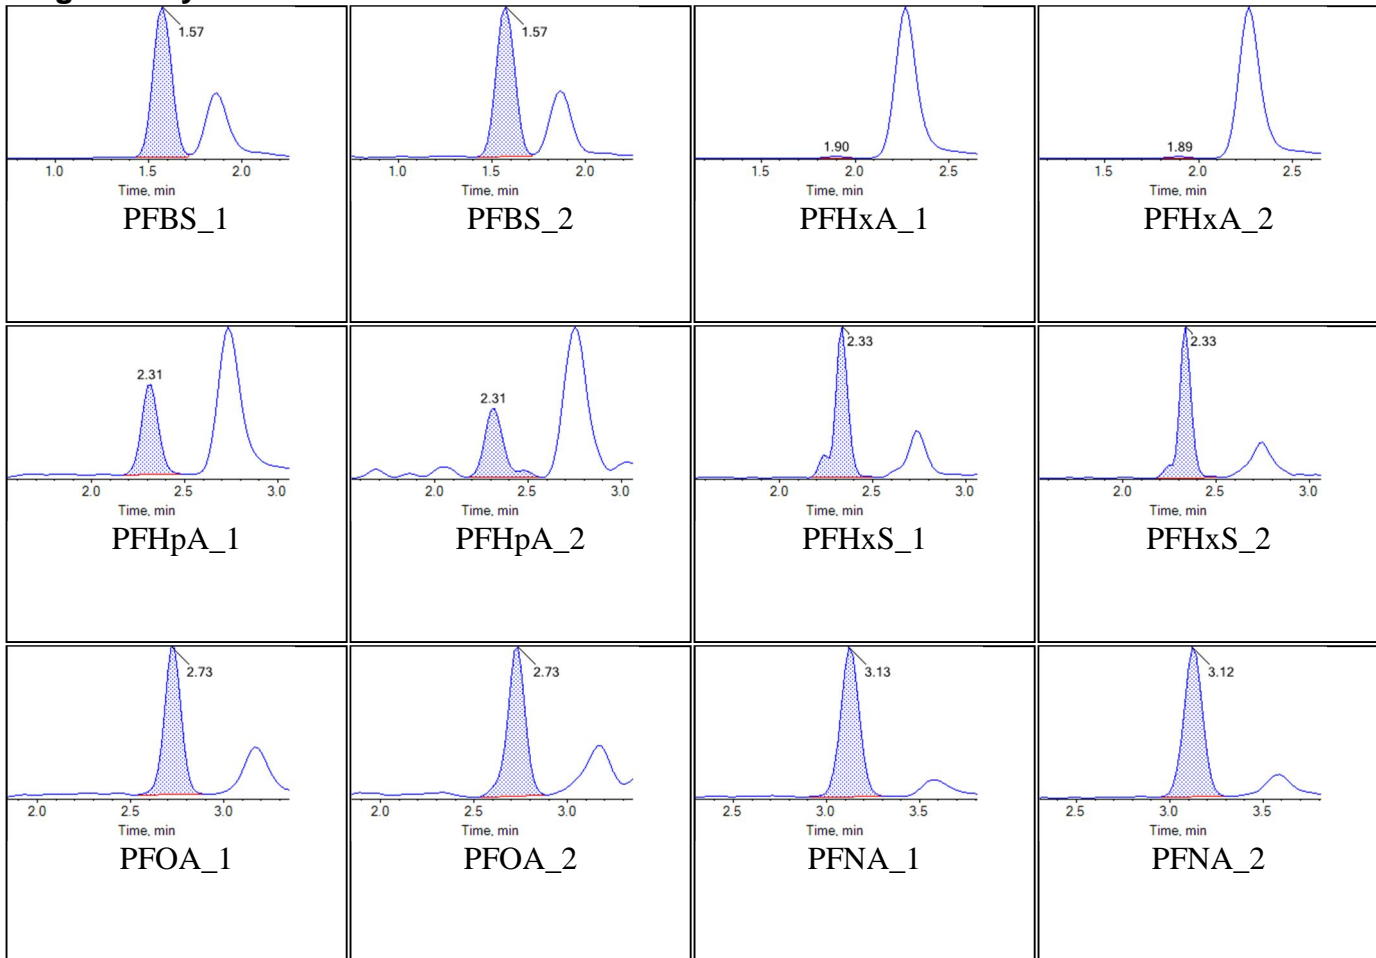 1.57
1.0 1.5 2.0
Time, min
PFBS_1
1.57
1.0 1.5 2.0
Time, min
PFBS_2
1.90
1.5 2.0 2.5
Time, min
PFHxA_1
1.89
1.5 2.0 2.5
Time, min
PFHxA_2
2.31
2.0 2.5 3.0
Time, min
PFHpA_1
2.31
2.0 2.5 3.0
Time, min
PFHpA_2
2.33
2.0 2.5 3.0
Time, min
PFHxS_1
2.33
2.0 2.5 3.0
Time, min
PFHxS_2
2.73
2.0 2.5 3.0
Time, min
PFOA_1
2.73
2.0 2.5 3.0
Time, min
PFOA_2
3.13
2.5 3.0 3.5
Time, min
PFNA_1
3.12
2.5 3.0 3.5
Time, min
PFNA_2